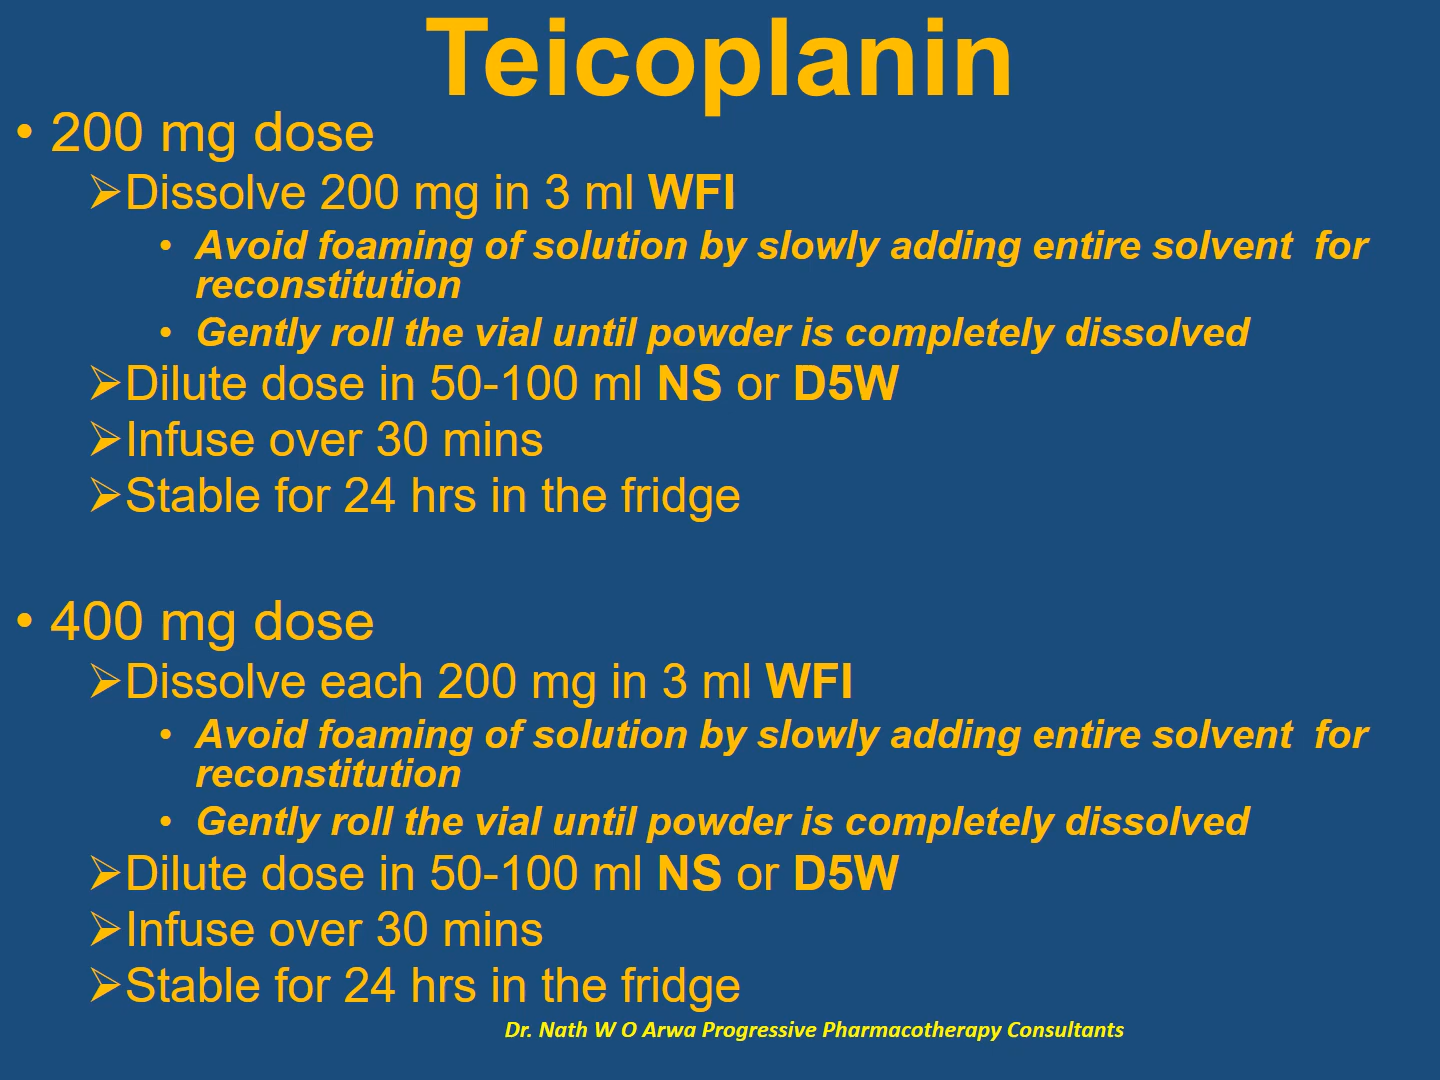 Teicoplanin
• 200 mg dose
➢Dissolve 200 mg in 3 ml WFI
• Avoid foaming of solution by slowly adding entire solvent  for
reconstitution
• Gently roll the vial until powder is completely dissolved
➢Dilute dose in 50-100 ml NS or D5W
➢Infuse over 30 mins
➢Stable for 24 hrs in the fridge
• 400 mg dose
➢Dissolve each 200 mg in 3 ml WFI
• Avoid foaming of solution by slowly adding entire solvent  for
reconstitution
• Gently roll the vial until powder is completely dissolved
➢Dilute dose in 50-100 ml NS or D5W
➢Infuse over 30 mins
➢Stable for 24 hrs in the fridge
Dr. Nath W O Arwa Progressive Pharmacotherapy Consultants